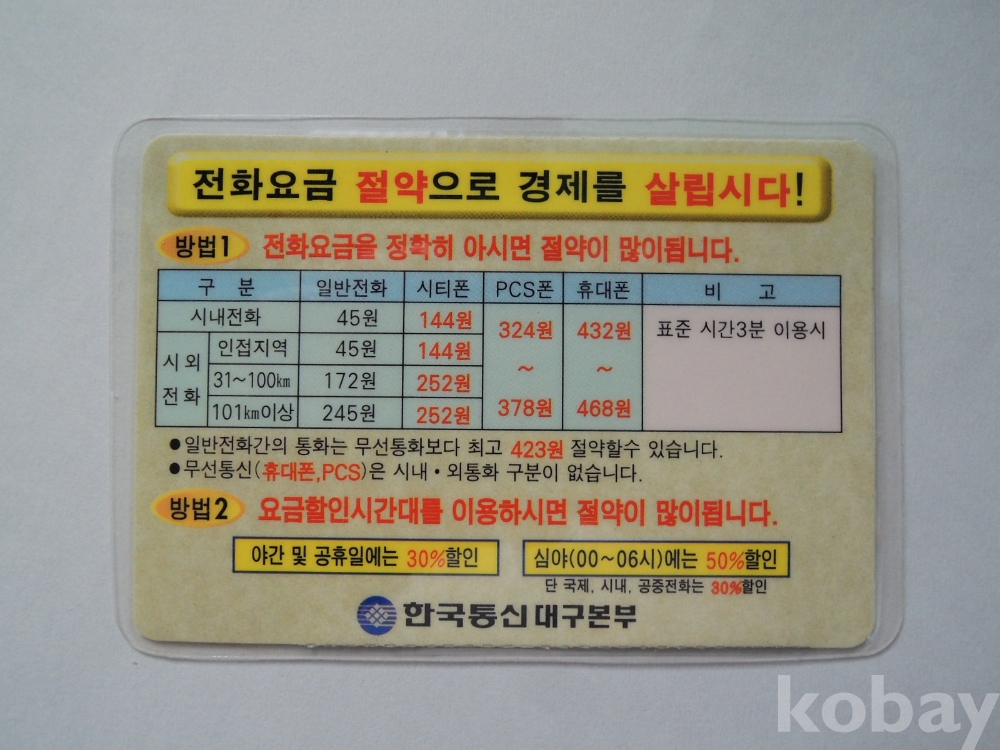 전화요금 절약으로 경제를 살립시다!
방법1 전화요금을 정확히 아시면 절약이 많이됩니다.
구 분 일반전화 시티폰 PCS폰 휴대폰 비 고
시내전화 45원 144원 324원 ~ 378원 432원 ~ 468원 표준 시간3분 이용시
시외전화 인접지역 45원 144원
31~100㎞ 172원 252원
101㎞이상 245원 252원
●일반전화간의 통화는 무선통화보다 최고 423원 절약할수 있습니다.
●무선통신(휴대폰,PCS)은 시내·외통화 구분이 없습니다.
방법2 요금할인시간대를 이용하시면 절약이 많이됩니다.
야간 및 공휴일에는 30%할인 심야(00~06시)에는 50%할인
단 국제, 시내, 공중전화는 30%할인
한국통신대구본부
kobay